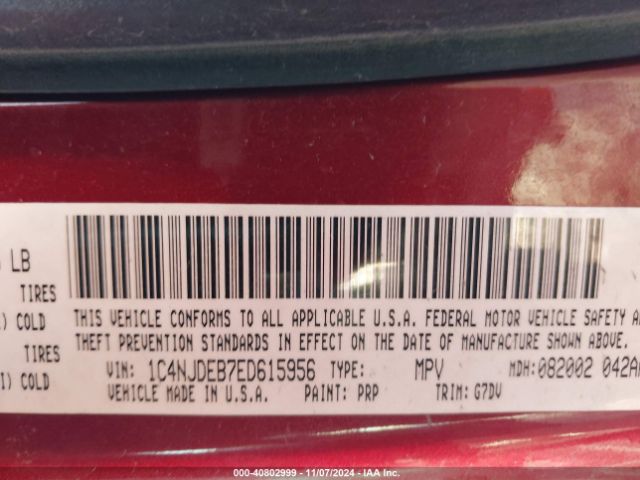 LB
TIRES
) COLD
TIRES
I) COLD
THIS VEHICLE CONFORMS TO ALL APPLICABLE U.S.A. FEDERAL MOTOR VEHICLE SAFETY A
THEFT PREVENTION STANDARDS IN EFFECT ON THE DATE OF MANUFACTURE SHOWN ABOVE.
VIN: 1C4NJDEB7ED615956 TYPE: MPV MDH:082002 042A
VEHICLE MADE IN U.S.A. PAINT: PRP TRIM: G7DV
000-40802999 — 11/07/2024 — IAA Inc.